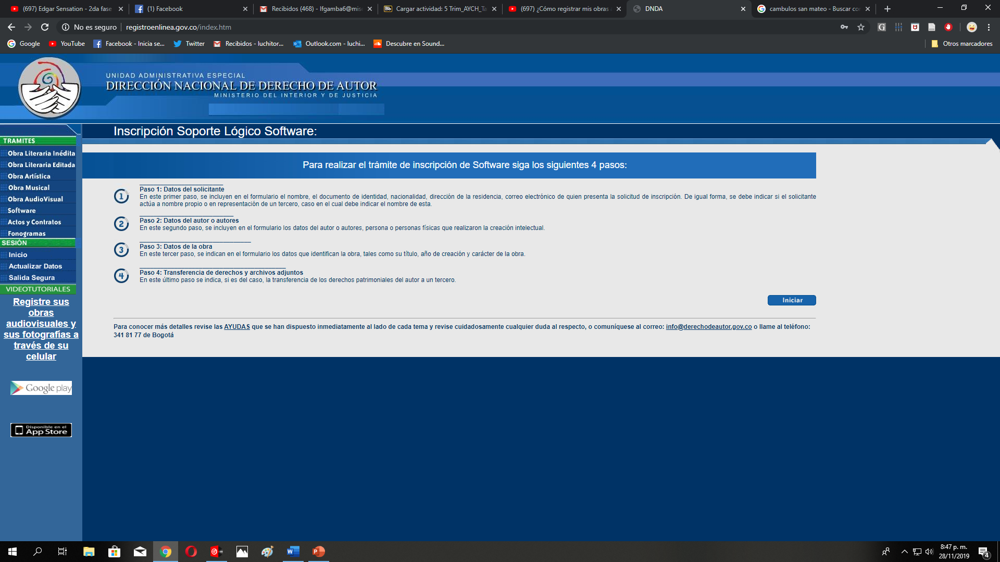 (697) Edgar Sensation - 2da fase
(1) Facebook
Recibidos (468) - lfgamba6@mis
Cargar actividad: 5 Trim_AYCH_Ta
(697) ¿Cómo registrar mis obras
DNDA
cambulos san mateo - Buscar co
No es seguro
registroenlinea.gov.co/index.htm
Google
YouTube
Facebook - Inicia se...
Twitter
Recibidos - luchitor...
Outlook.com - luchi...
Descubre en Sound...
Otros marcadores
UNIDAD ADMINISTRATIVA ESPECIAL
DIRECCIÓN NACIONAL DE DERECHO DE AUTOR
MINISTERIO DEL INTERIOR Y DE JUSTICIA
TRAMITES
Obra Literaria Inédita
Obra Literaria Editada
Obra Artística
Obra Musical
Obra AudioVisual
Software
Actos y Contratos
Fonogramas
SESIÓN
Inicio
Actualizar Datos
Salida Segura
VIDEOTUTORIALES
Registre sus
obras
audiovisuales y
sus fotografías a
través de su
celular
Google play
Disponible en el
App Store
Inscripción Soporte Lógico Software:
Para realizar el trámite de inscripción de Software siga los siguientes 4 pasos:
1
Paso 1: Datos del solicitante
En este primer paso, se incluyen en el formulario el nombre, el documento de identidad, nacionalidad, dirección de la residencia, correo electrónico de quien presenta la solicitud de inscripción. De igual forma, se debe indicar si el solicitante
actúa a nombre propio o en representación de un tercero, caso en el cual debe indicar el nombre de esta.
2
Paso 2: Datos del autor o autores
En este segundo paso, se incluyen en el formulario los datos del autor o autores, persona o personas físicas que realizaron la creación intelectual.
3
Paso 3: Datos de la obra
En este tercer paso, se indican en el formulario los datos que identifican la obra, tales como su título, año de creación y carácter de la obra.
4
Paso 4: Transferencia de derechos y archivos adjuntos
En este último paso se indica, si es del caso, la transferencia de los derechos patrimoniales del autor a un tercero.
Iniciar
Para conocer más detalles revise las AYUDAS que se han dispuesto inmediatamente al lado de cada tema y revise cuidadosamente cualquier duda al respecto, o comuníquese al correo: info@derechodeautor.gov.co o llame al teléfono:
341 81 77 de Bogotá
8:47 p. m.
28/11/2019
4